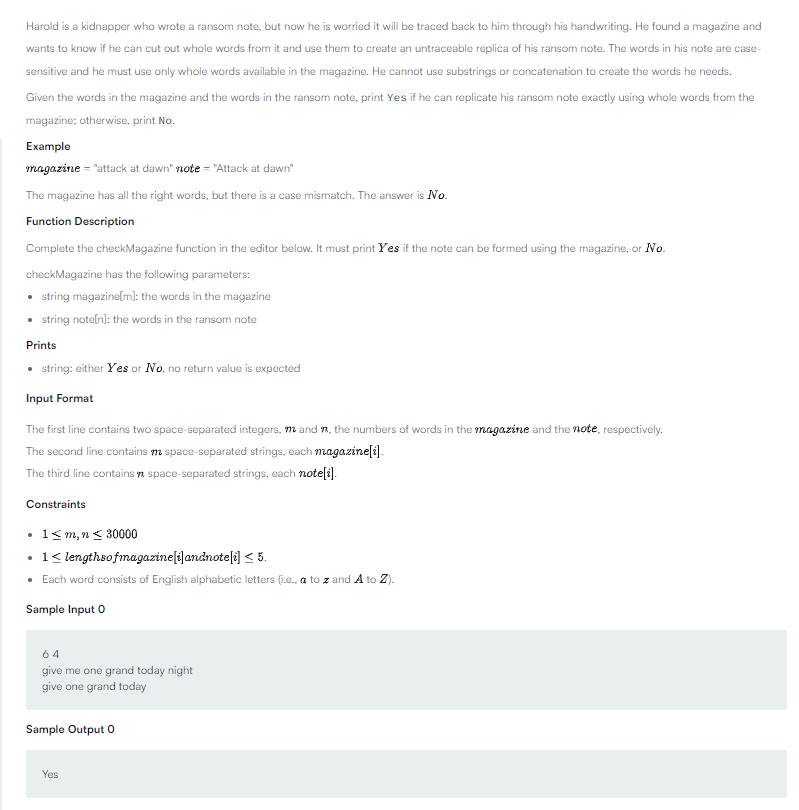 Harold is a kidnapper who wrote a ransom note, but now he is worried it will be traced back to him through his handwriting. He found a magazine and
wants to know if he can cut out whole words from it and use them to create an untraceable replica of his ransom note. The words in his note are case-
sensitive and he must use only whole words available in the magazine. He cannot use substrings or concatenation to create the words he needs.
Given the words in the magazine and the words in the ransom note, print Yes if he can replicate his ransom note exactly using whole words from the
magazine; otherwise, print No.
Example
magazine = "attack at dawn" note = "Attack at dawn"
The magazine has all the right words, but there is a case mismatch. The answer is No.
Function Description
Complete the checkMagazine function in the editor below. It must print Yes if the note can be formed using the magazine, or No.
checkMagazine has the following parameters:
• string magazine[m]: the words in the magazine
• string note[n]: the words in the ransom note
Prints
• string: either Yes or No, no return value is expected
Input Format
The first line contains two space-separated integers, m and n, the numbers of words in the magazine and the note, respectively.
The second line contains m space-separated strings, each magazine[i].
The third line contains n space-separated strings, each note[i].
Constraints
• 1 ≤ m, n ≤ 30000
• 1 ≤ lengthsofmagazine[i]andnote[i] ≤ 5.
• Each word consists of English alphabetic letters (i.e., a to z and A to Z).
Sample Input 0
6 4
give me one grand today night
give one grand today
Sample Output 0
Yes